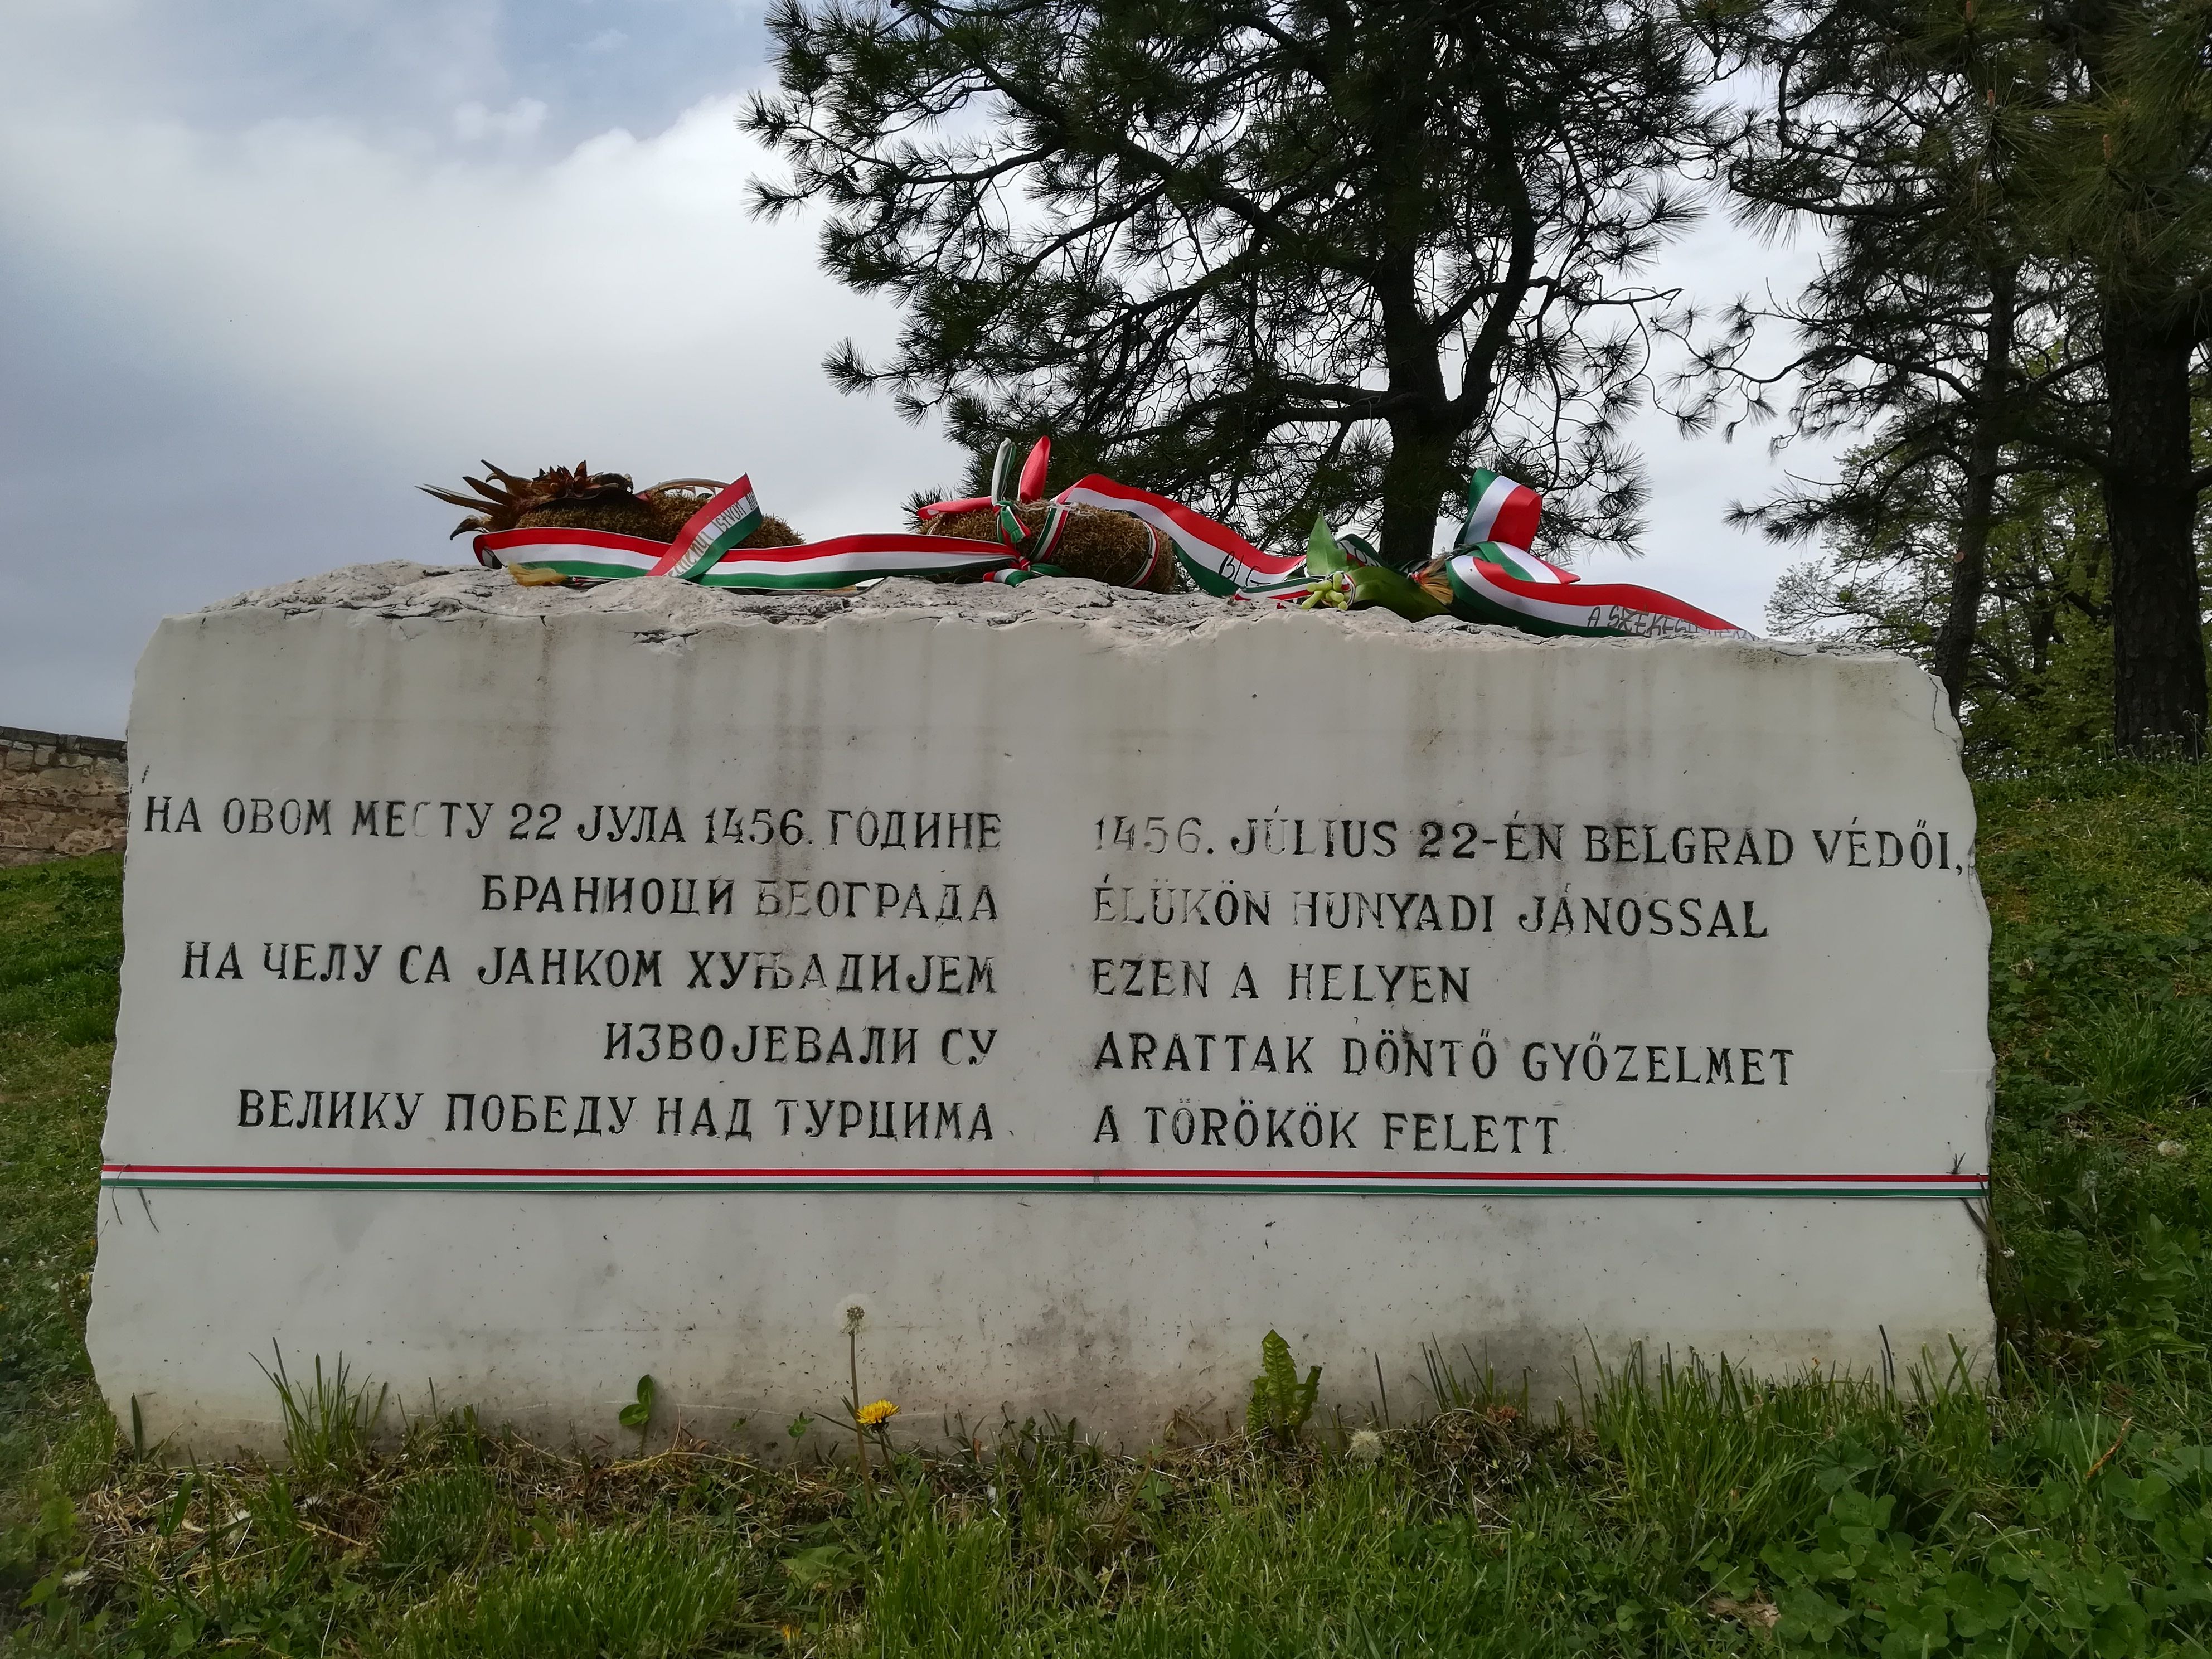 НА ОВОМ МЕСТУ 22 ЈУЛА 1456. ГОДИНЕ
БРАНИОЦИ БЕОГРАДА
НА ЧЕЛУ СА ЈАНКОМ ХУЊАДИЈЕМ
ИЗВОЈЕВАЛИ СУ
ВЕЛИКУ ПОБЕДУ НАД ТУРЦИМА
1456. JÚLIUS 22-ÉN BELGRAD VÉDŐI,
ÉLÜKÖN HUNYADI JÁNOSSAL
EZEN A HELYEN
ARATTAK DÖNTŐ GYŐZELMET
A TÖRÖKÖK FELETT